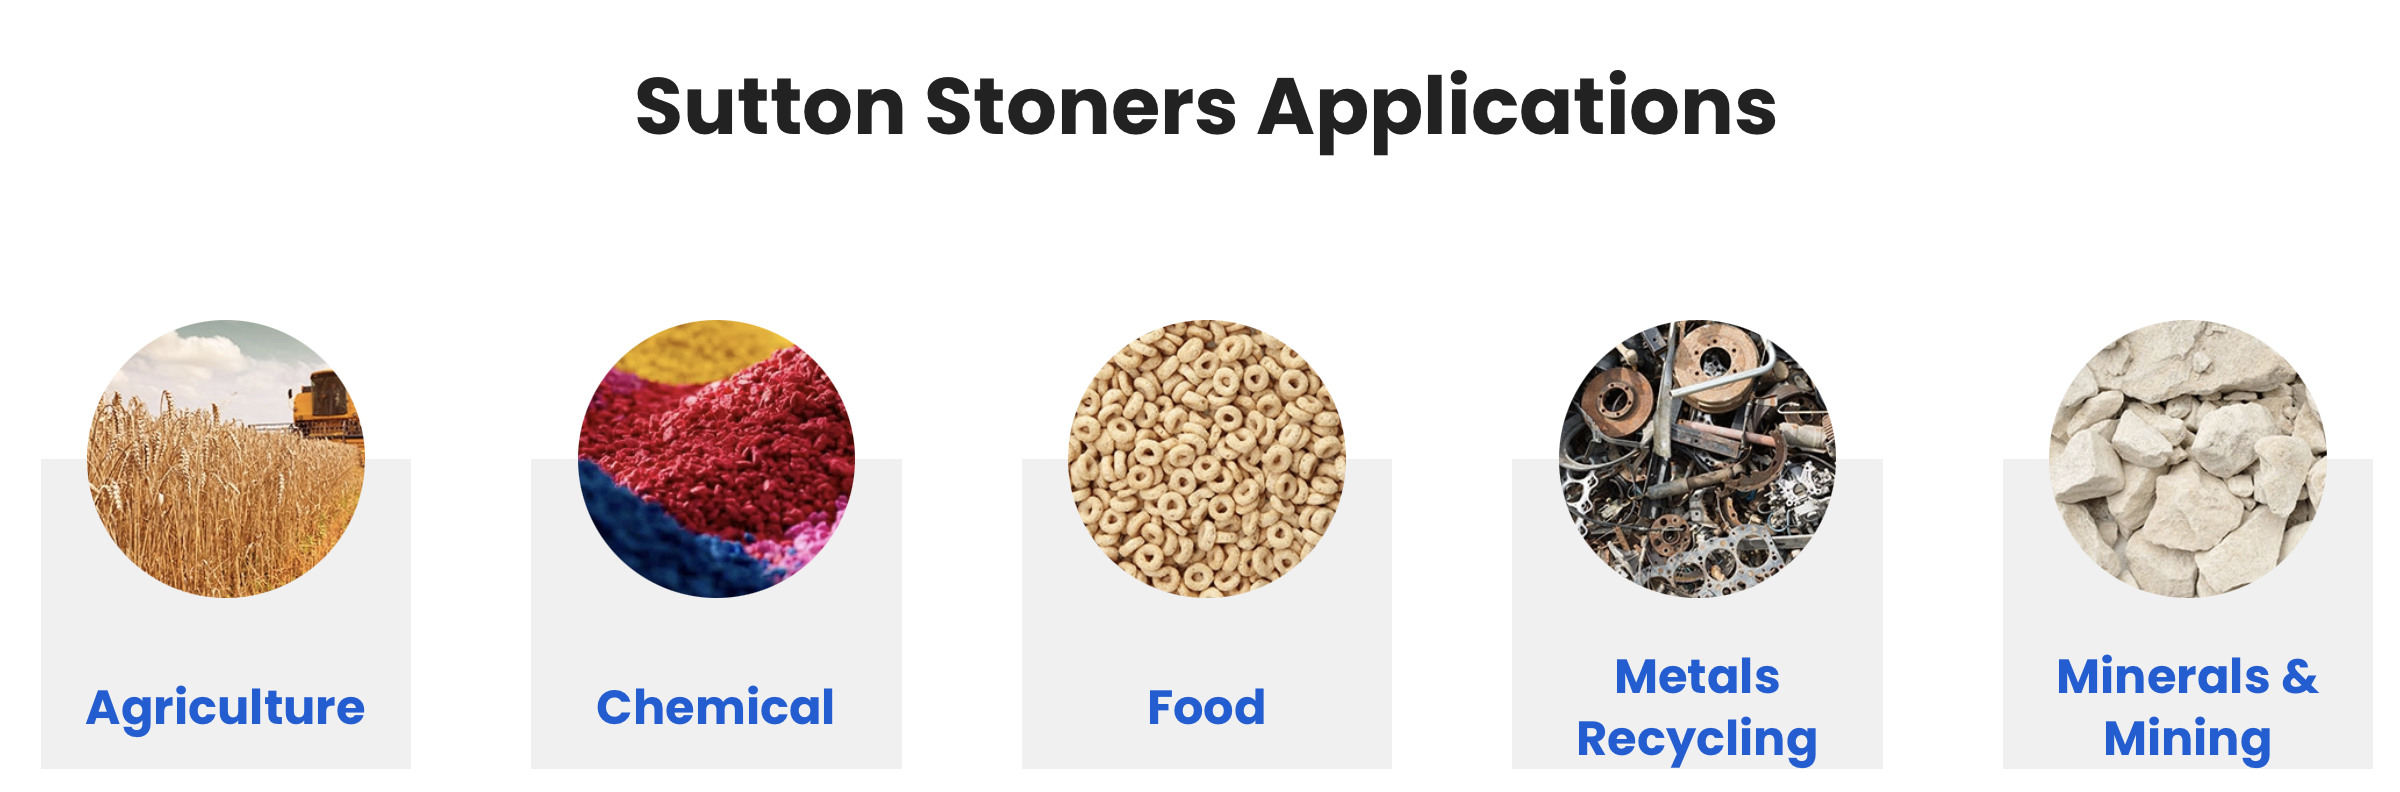 Sutton Stoners Applications
Agriculture
Chemical
Food
Metals
Recycling
Minerals &
Mining